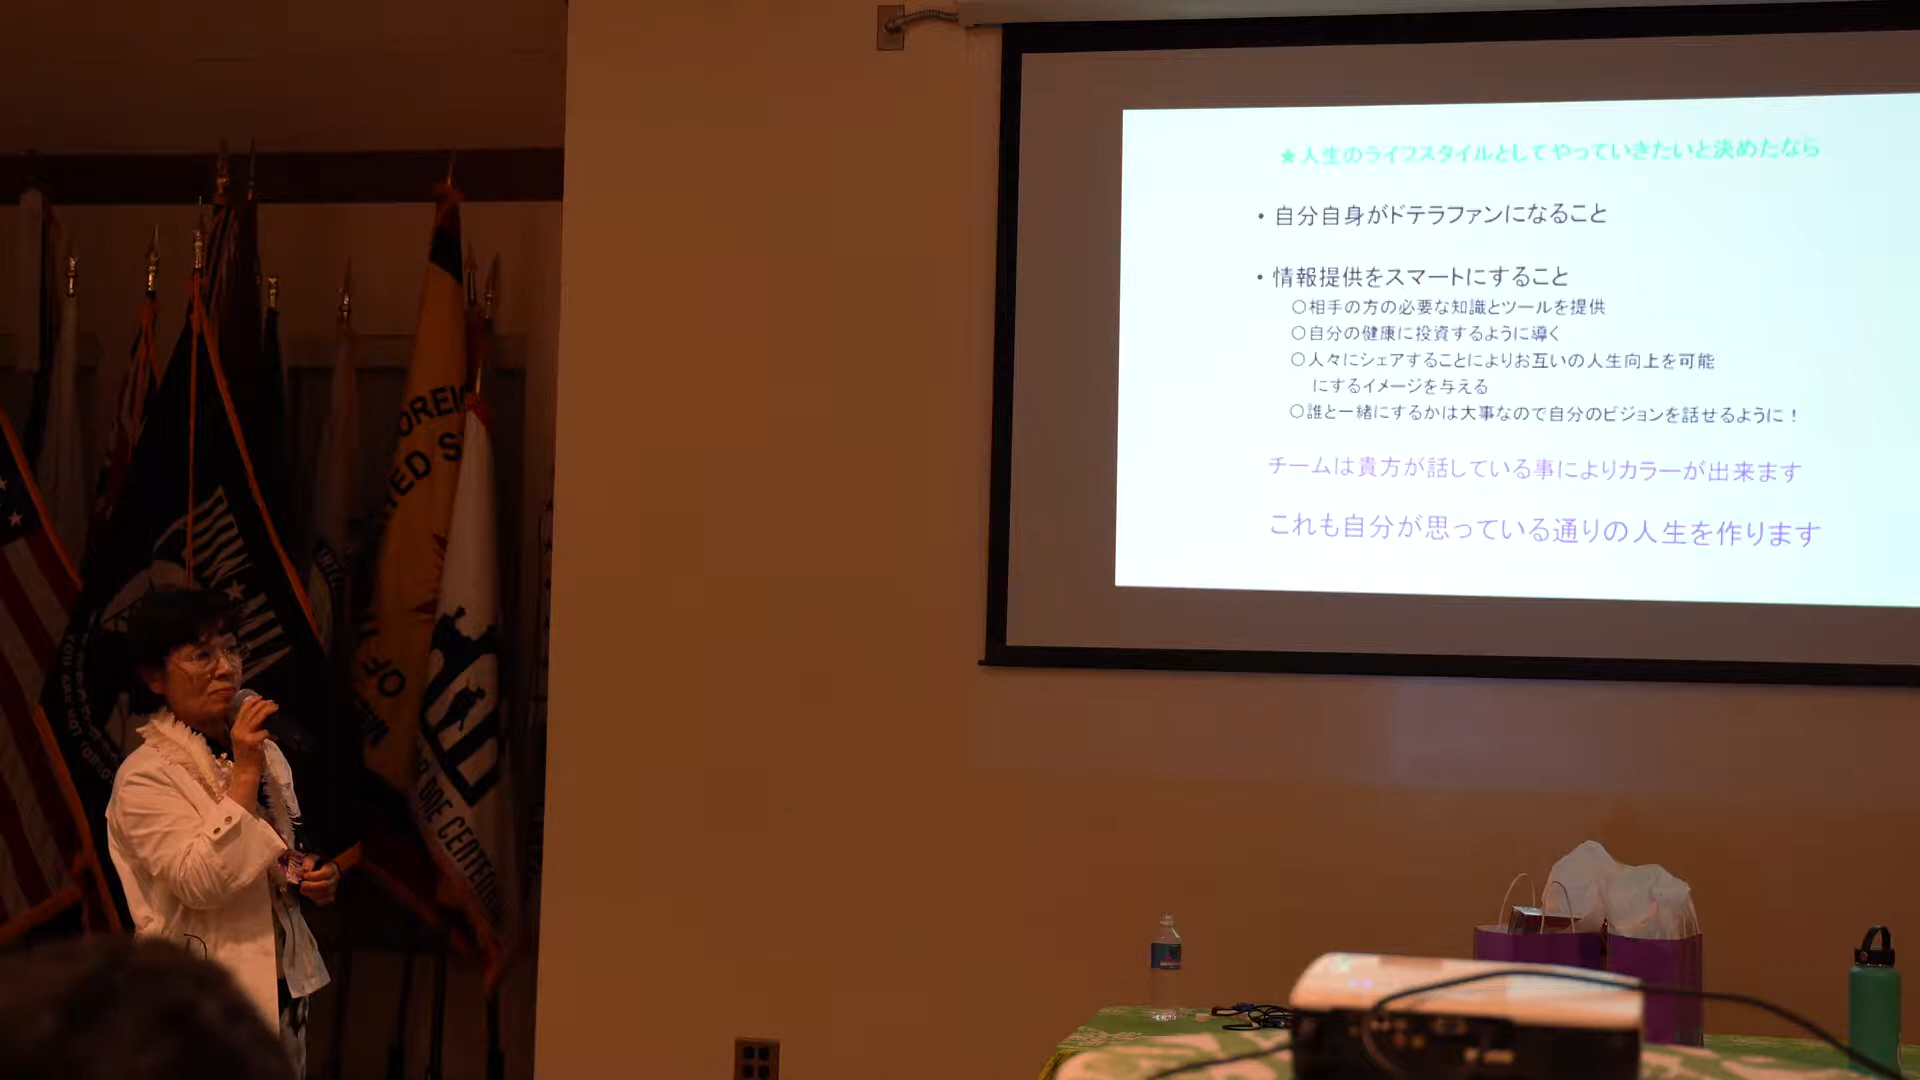 ★人生のライフスタイルとしてやっていきたいと決めたなら
・自分自身がドテラファンになること
・情報提供をスマートにすること
○相手の方の必要な知識とツールを提供
○自分の健康に投資するように導く
○人々にシェアすることによりお互いの人生向上を可能
にするイメージを与える
○誰と一緒にするかは大事なので自分のビジョンを話せるように！
チームは貴方が話している事によりカラーが出来ます
これも自分が思っている通りの人生を作ります
POW★MIA
YOU ARE NOT
FOREIGN
OF THE